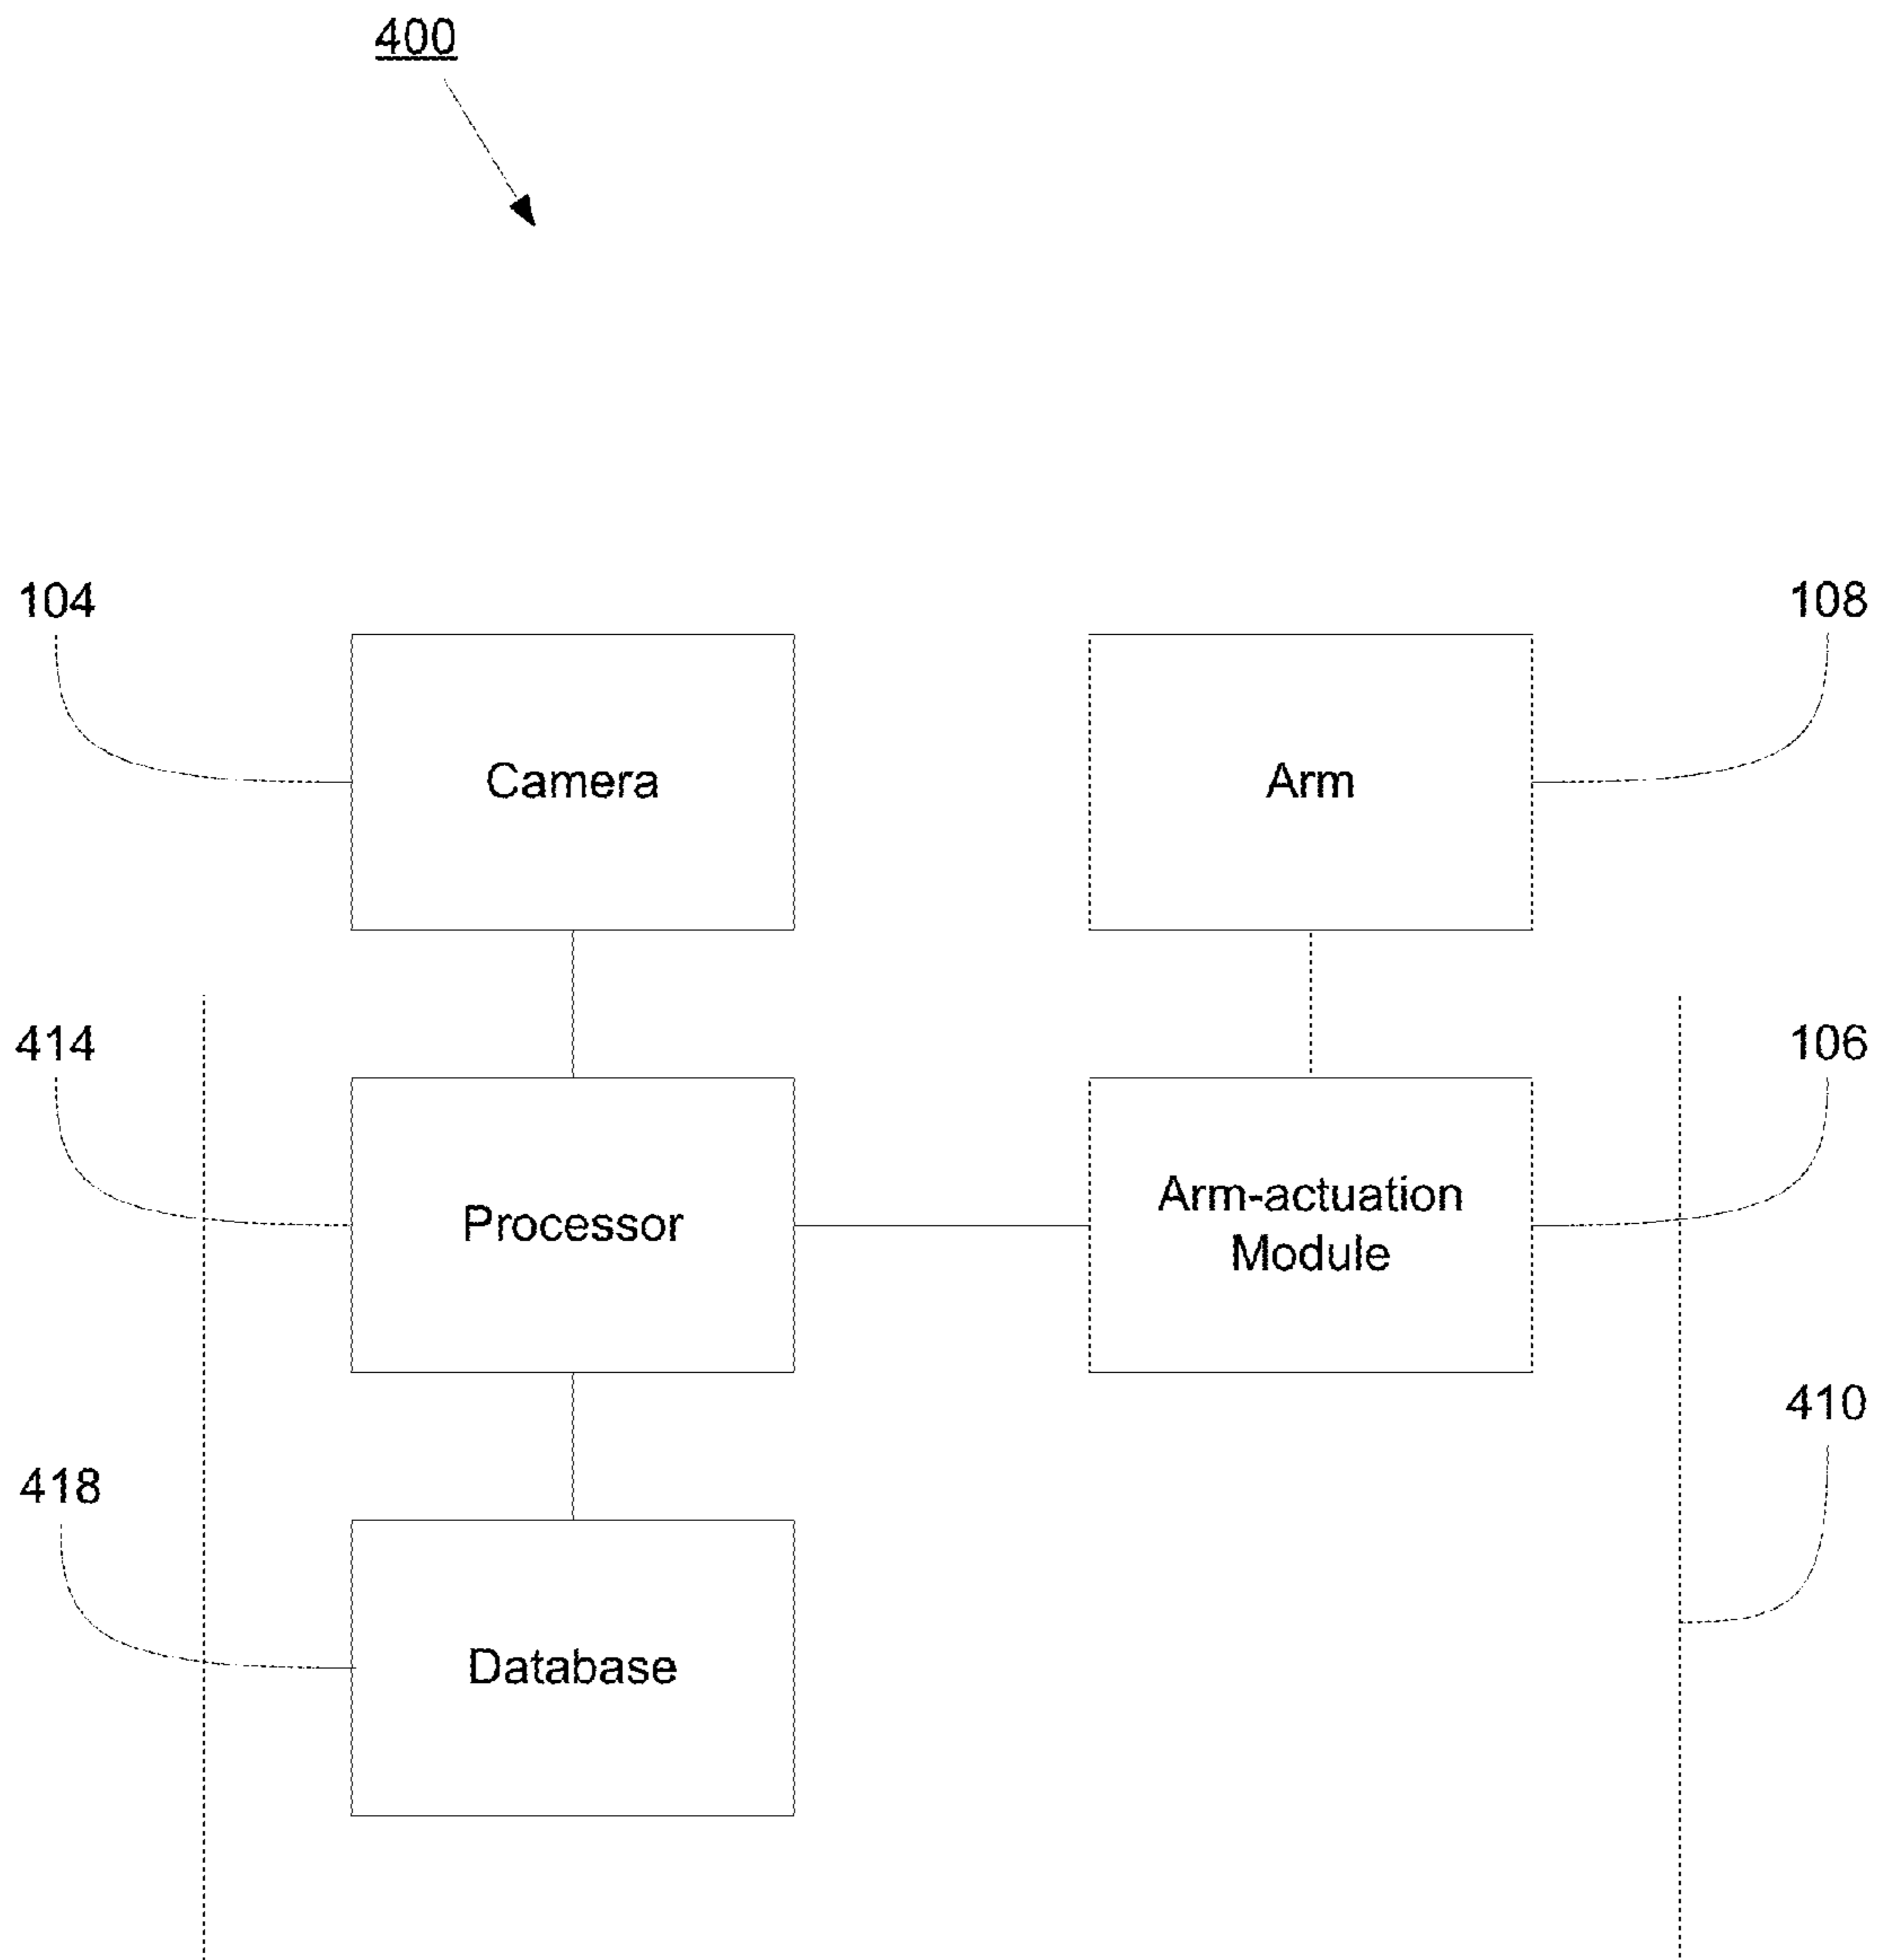 400
104
108
Camera
Arm
414
106
Processor
Arm-actuation
Module
410
418
Database